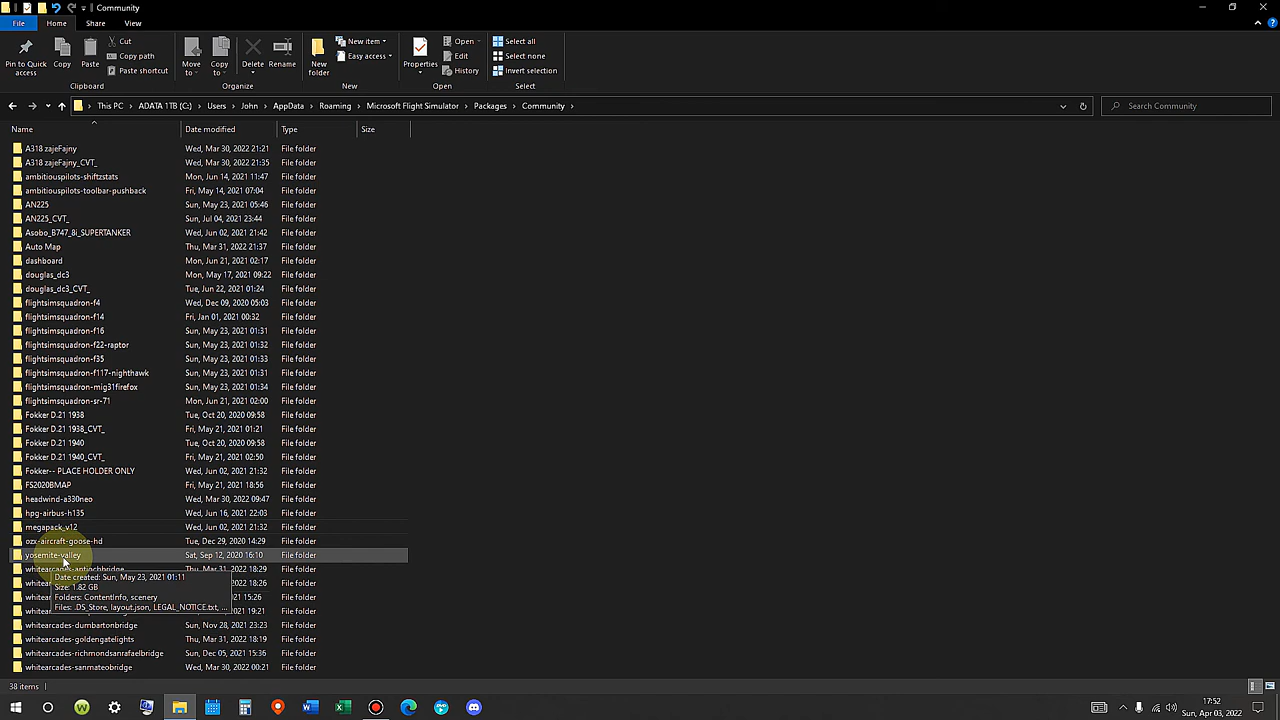 Community
File Home Share View
Pin to Quick access
Copy
Paste
Cut
Copy path
Paste shortcut
Move to
Copy to
Delete
Rename
New folder
New item
Easy access
Properties
Open
Edit
History
Select all
Select none
Invert selection
Clipboard Organize New Open Select
This PC ADATA 1TB (C:) Users John AppData Roaming Microsoft Flight Simulator Packages Community Search Community
Name Date modified Type Size
A318 zajeFajny Wed, Mar 30, 2022 21:21 File folder
A318 zajeFajny_CVT_ Wed, Mar 30, 2022 21:35 File folder
ambitiouspilots-shiftzstats Mon, Jun 14, 2021 11:47 File folder
ambitiouspilots-toolbar-pushback Fri, May 14, 2021 07:04 File folder
AN225 Sun, May 23, 2021 05:46 File folder
AN225_CVT_ Sun, Jul 04, 2021 23:44 File folder
Asobo_B747_8i_SUPERTANKER Wed, Jun 02, 2021 21:42 File folder
Auto Map Thu, Mar 31, 2022 21:37 File folder
dashboard Mon, Jun 21, 2021 02:17 File folder
douglas_dc3 Mon, May 17, 2021 09:22 File folder
douglas_dc3_CVT_ Tue, Jun 22, 2021 01:24 File folder
flightsimsquadron-f4 Wed, Dec 09, 2020 05:03 File folder
flightsimsquadron-f14 Fri, Jan 01, 2021 00:32 File folder
flightsimsquadron-f16 Sun, May 23, 2021 01:31 File folder
flightsimsquadron-f22-raptor Sun, May 23, 2021 01:32 File folder
flightsimsquadron-f35 Sun, May 23, 2021 01:33 File folder
flightsimsquadron-f117-nighthawk Sun, May 23, 2021 01:32 File folder
flightsimsquadron-mig31firefox Sun, May 23, 2021 01:34 File folder
flightsimsquadron-sr-71 Mon, Jun 21, 2021 02:00 File folder
Fokker D.21 1938 Tue, Oct 20, 2020 09:58 File folder
Fokker D.21 1938_CVT_ Fri, May 21, 2021 01:21 File folder
Fokker D.21 1940 Tue, Oct 20, 2020 09:58 File folder
Fokker D.21 1940_CVT_ Fri, May 21, 2021 02:50 File folder
Fokker-- PLACE HOLDER ONLY Wed, Jun 02, 2021 21:32 File folder
FS2020BMAP Fri, May 21, 2021 18:56 File folder
headwind-a330neo Wed, Mar 30, 2022 09:47 File folder
hpg-airbus-h135 Wed, Jun 16, 2021 22:03 File folder
megapack_v12 Wed, Jun 02, 2021 21:32 File folder
ozx-aircraft-goose-hd Tue, Dec 29, 2020 14:29 File folder
yosemite-valley Sat, Sep 12, 2020 16:10 File folder
whitearcades-antiochbridge Thu, Mar 31, 2022 18:29 File folder
Date created: Sun, May 23, 2021 01:11
Size: 1.82 GB
Folders: ContentInfo, scenery
Files: .DS_Store, layout.json, LEGAL_NOTICE.txt, ...
2022 18:26 File folder
2021 15:26 File folder
2021 19:21 File folder
whitearcades-dumbartonbridge Sun, Nov 28, 2021 23:23 File folder
whitearcades-goldengatelights Thu, Mar 31, 2022 18:19 File folder
whitearcades-richmondsanrafaelbridge Sun, Dec 05, 2021 15:36 File folder
whitearcades-sanmateobridge Wed, Mar 30, 2022 00:21 File folder
38 items
17:52
Sun, Apr 03, 2022